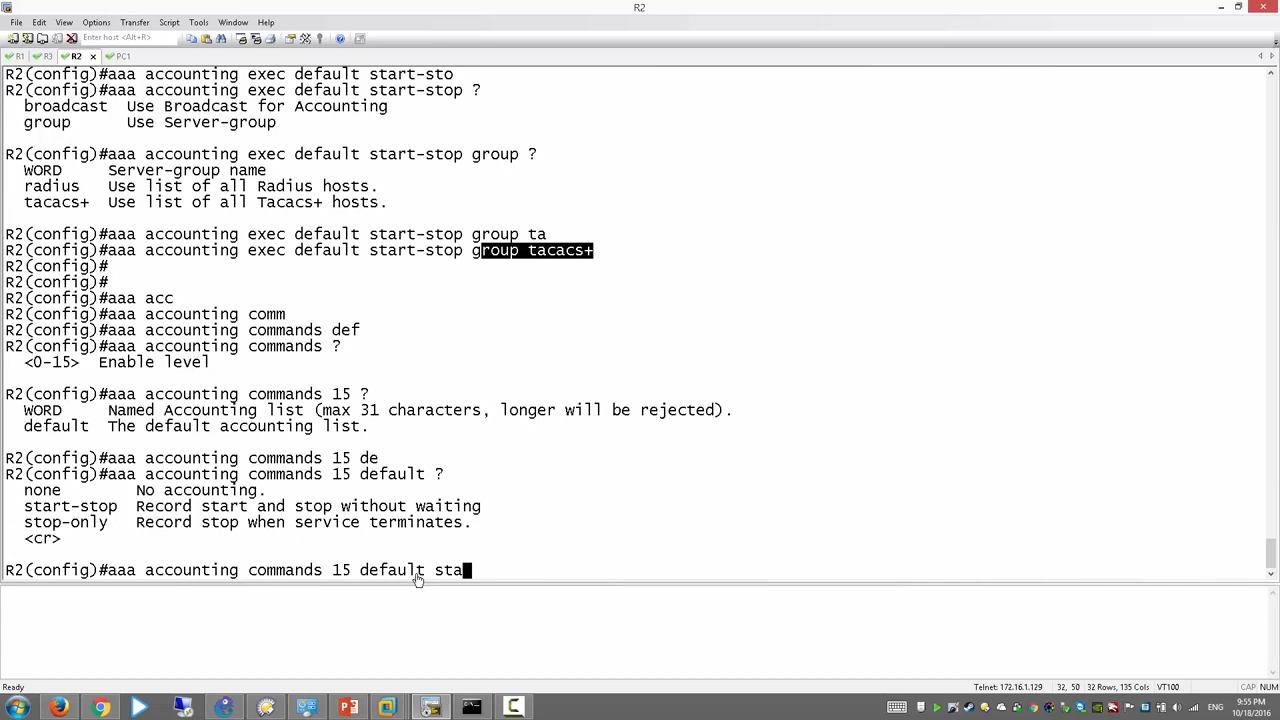 R2
File Edit View Options Transfer Script Tools Window Help
Enter host <Alt+R>
R1 R3 R2 PC1
R2(config)#aaa accounting exec default start-sto
R2(config)#aaa accounting exec default start-stop ?
broadcast Use Broadcast for Accounting
group Use Server-group
R2(config)#aaa accounting exec default start-stop group ?
WORD Server-group name
radius Use list of all Radius hosts.
tacacs+ Use list of all Tacacs+ hosts.
R2(config)#aaa accounting exec default start-stop group ta
R2(config)#aaa accounting exec default start-stop group tacacs+
R2(config)#
R2(config)#
R2(config)#aaa acc
R2(config)#aaa accounting comm
R2(config)#aaa accounting commands def
R2(config)#aaa accounting commands ?
<0-15> Enable level
R2(config)#aaa accounting commands 15 ?
WORD Named Accounting list (max 31 characters, longer will be rejected).
default The default accounting list.
R2(config)#aaa accounting commands 15 de
R2(config)#aaa accounting commands 15 default ?
none No accounting.
start-stop Record start and stop without waiting
stop-only Record stop when service terminates.
<cr>
R2(config)#aaa accounting commands 15 default sta
Ready Telnet: 172.16.1.129 32, 50 32 Rows, 135 Cols VT100 CAP NUM
9:55 PM
10/18/2016